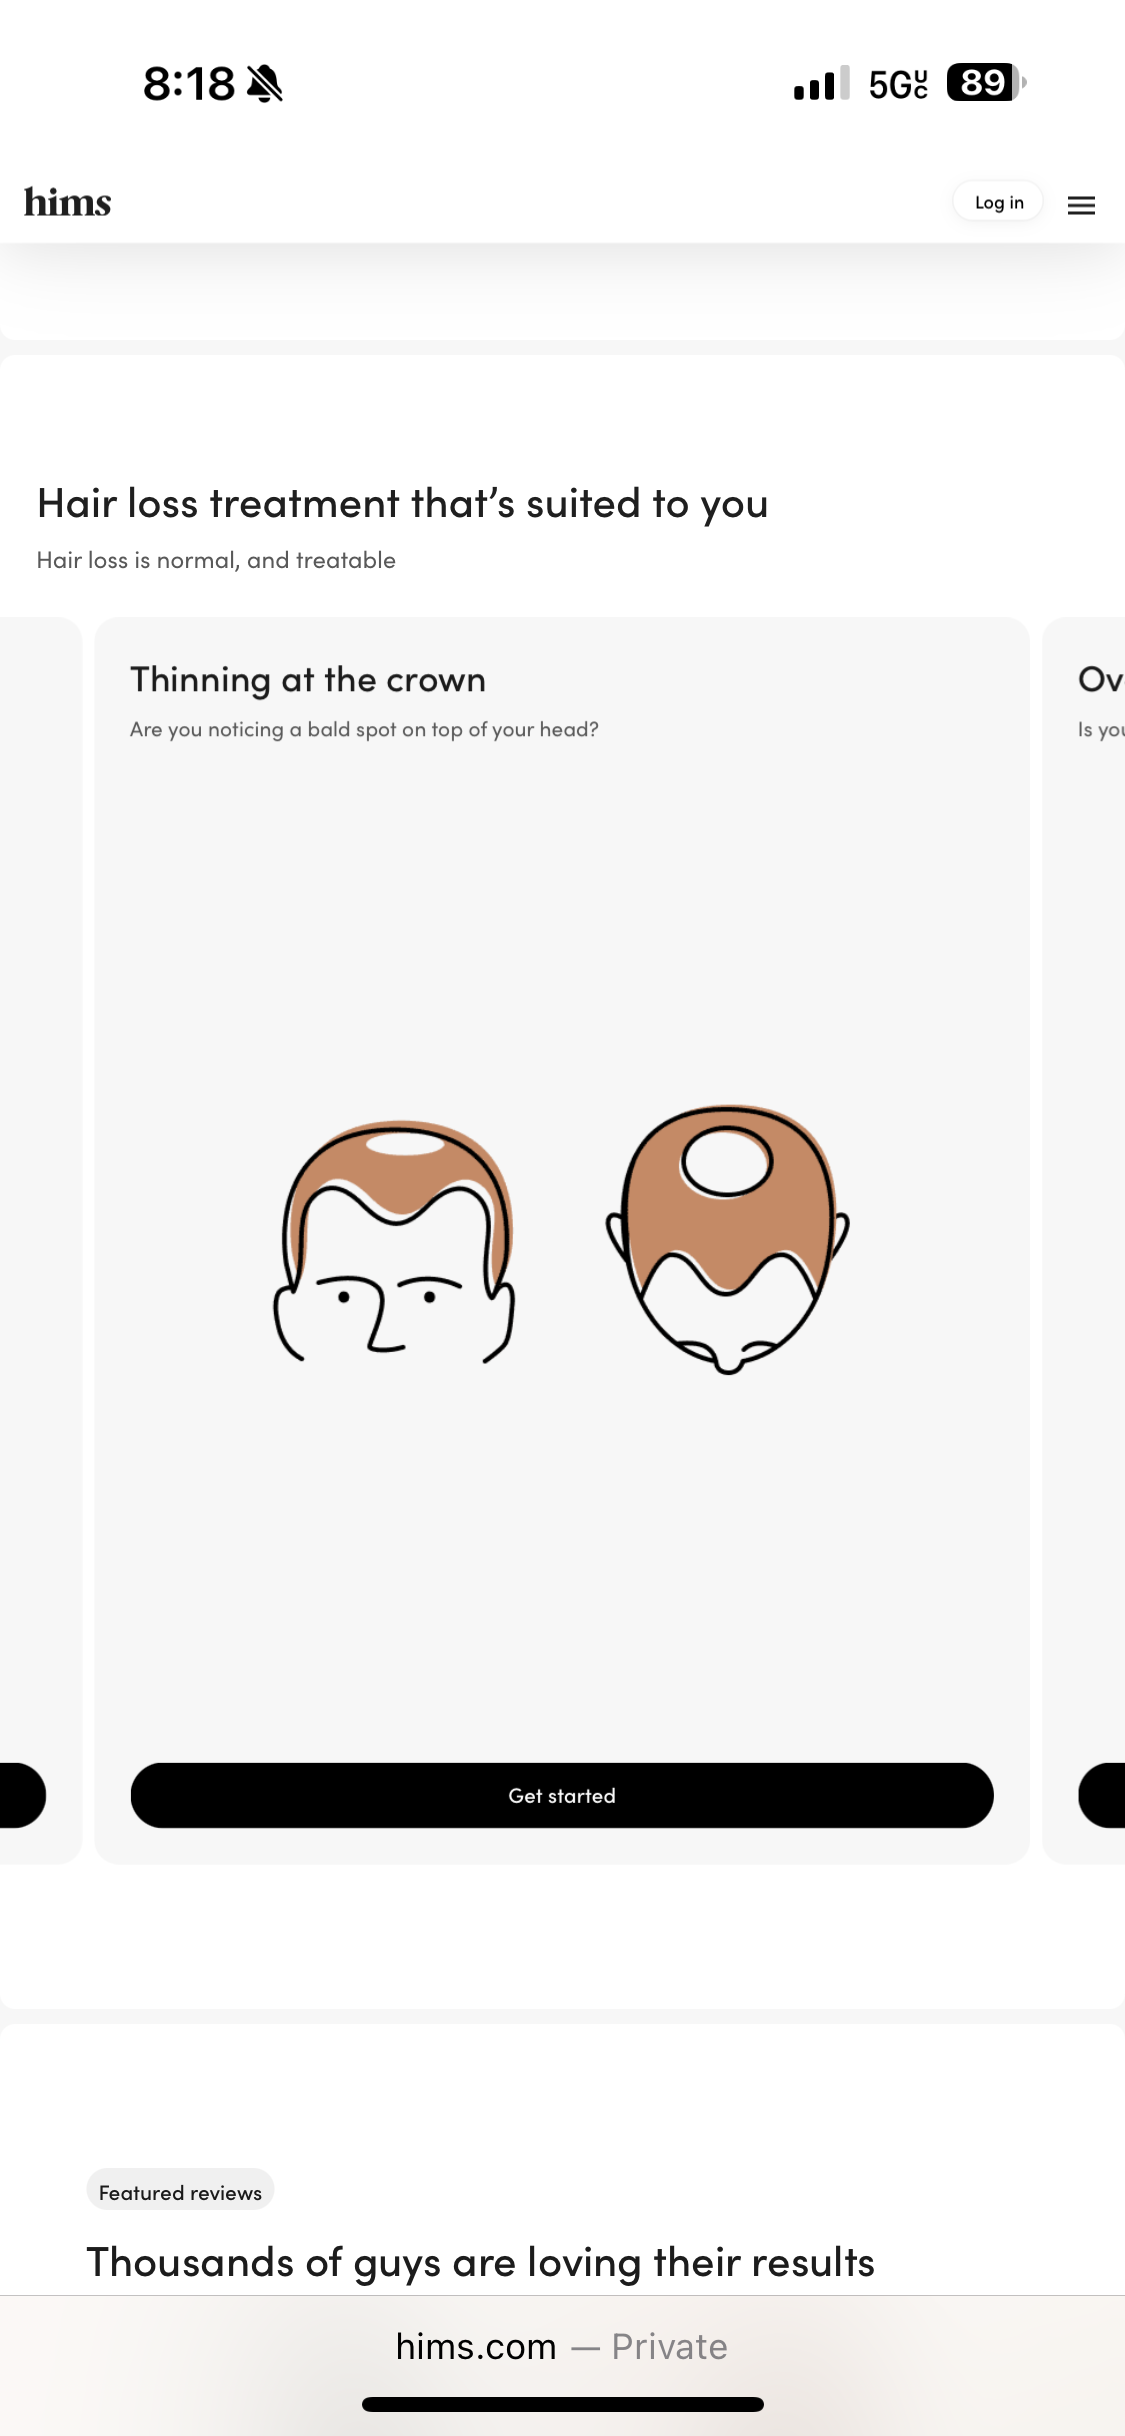 8:18
5G UC
89
hims
Log in
Hair loss treatment that’s suited to you
Hair loss is normal, and treatable
Thinning at the crown
Are you noticing a bald spot on top of your head?
Ov
Is you
Get started
Featured reviews
Thousands of guys are loving their results
hims.com — Private